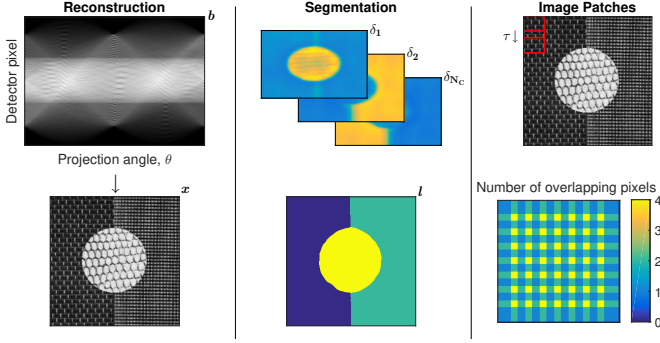 Reconstruction
b
Detector pixel
Projection angle, θ
↓
x
Segmentation
δ1
δ2
δNC
l
Image Patches
τ↓
Number of overlapping pixels
4
3
2
1
0